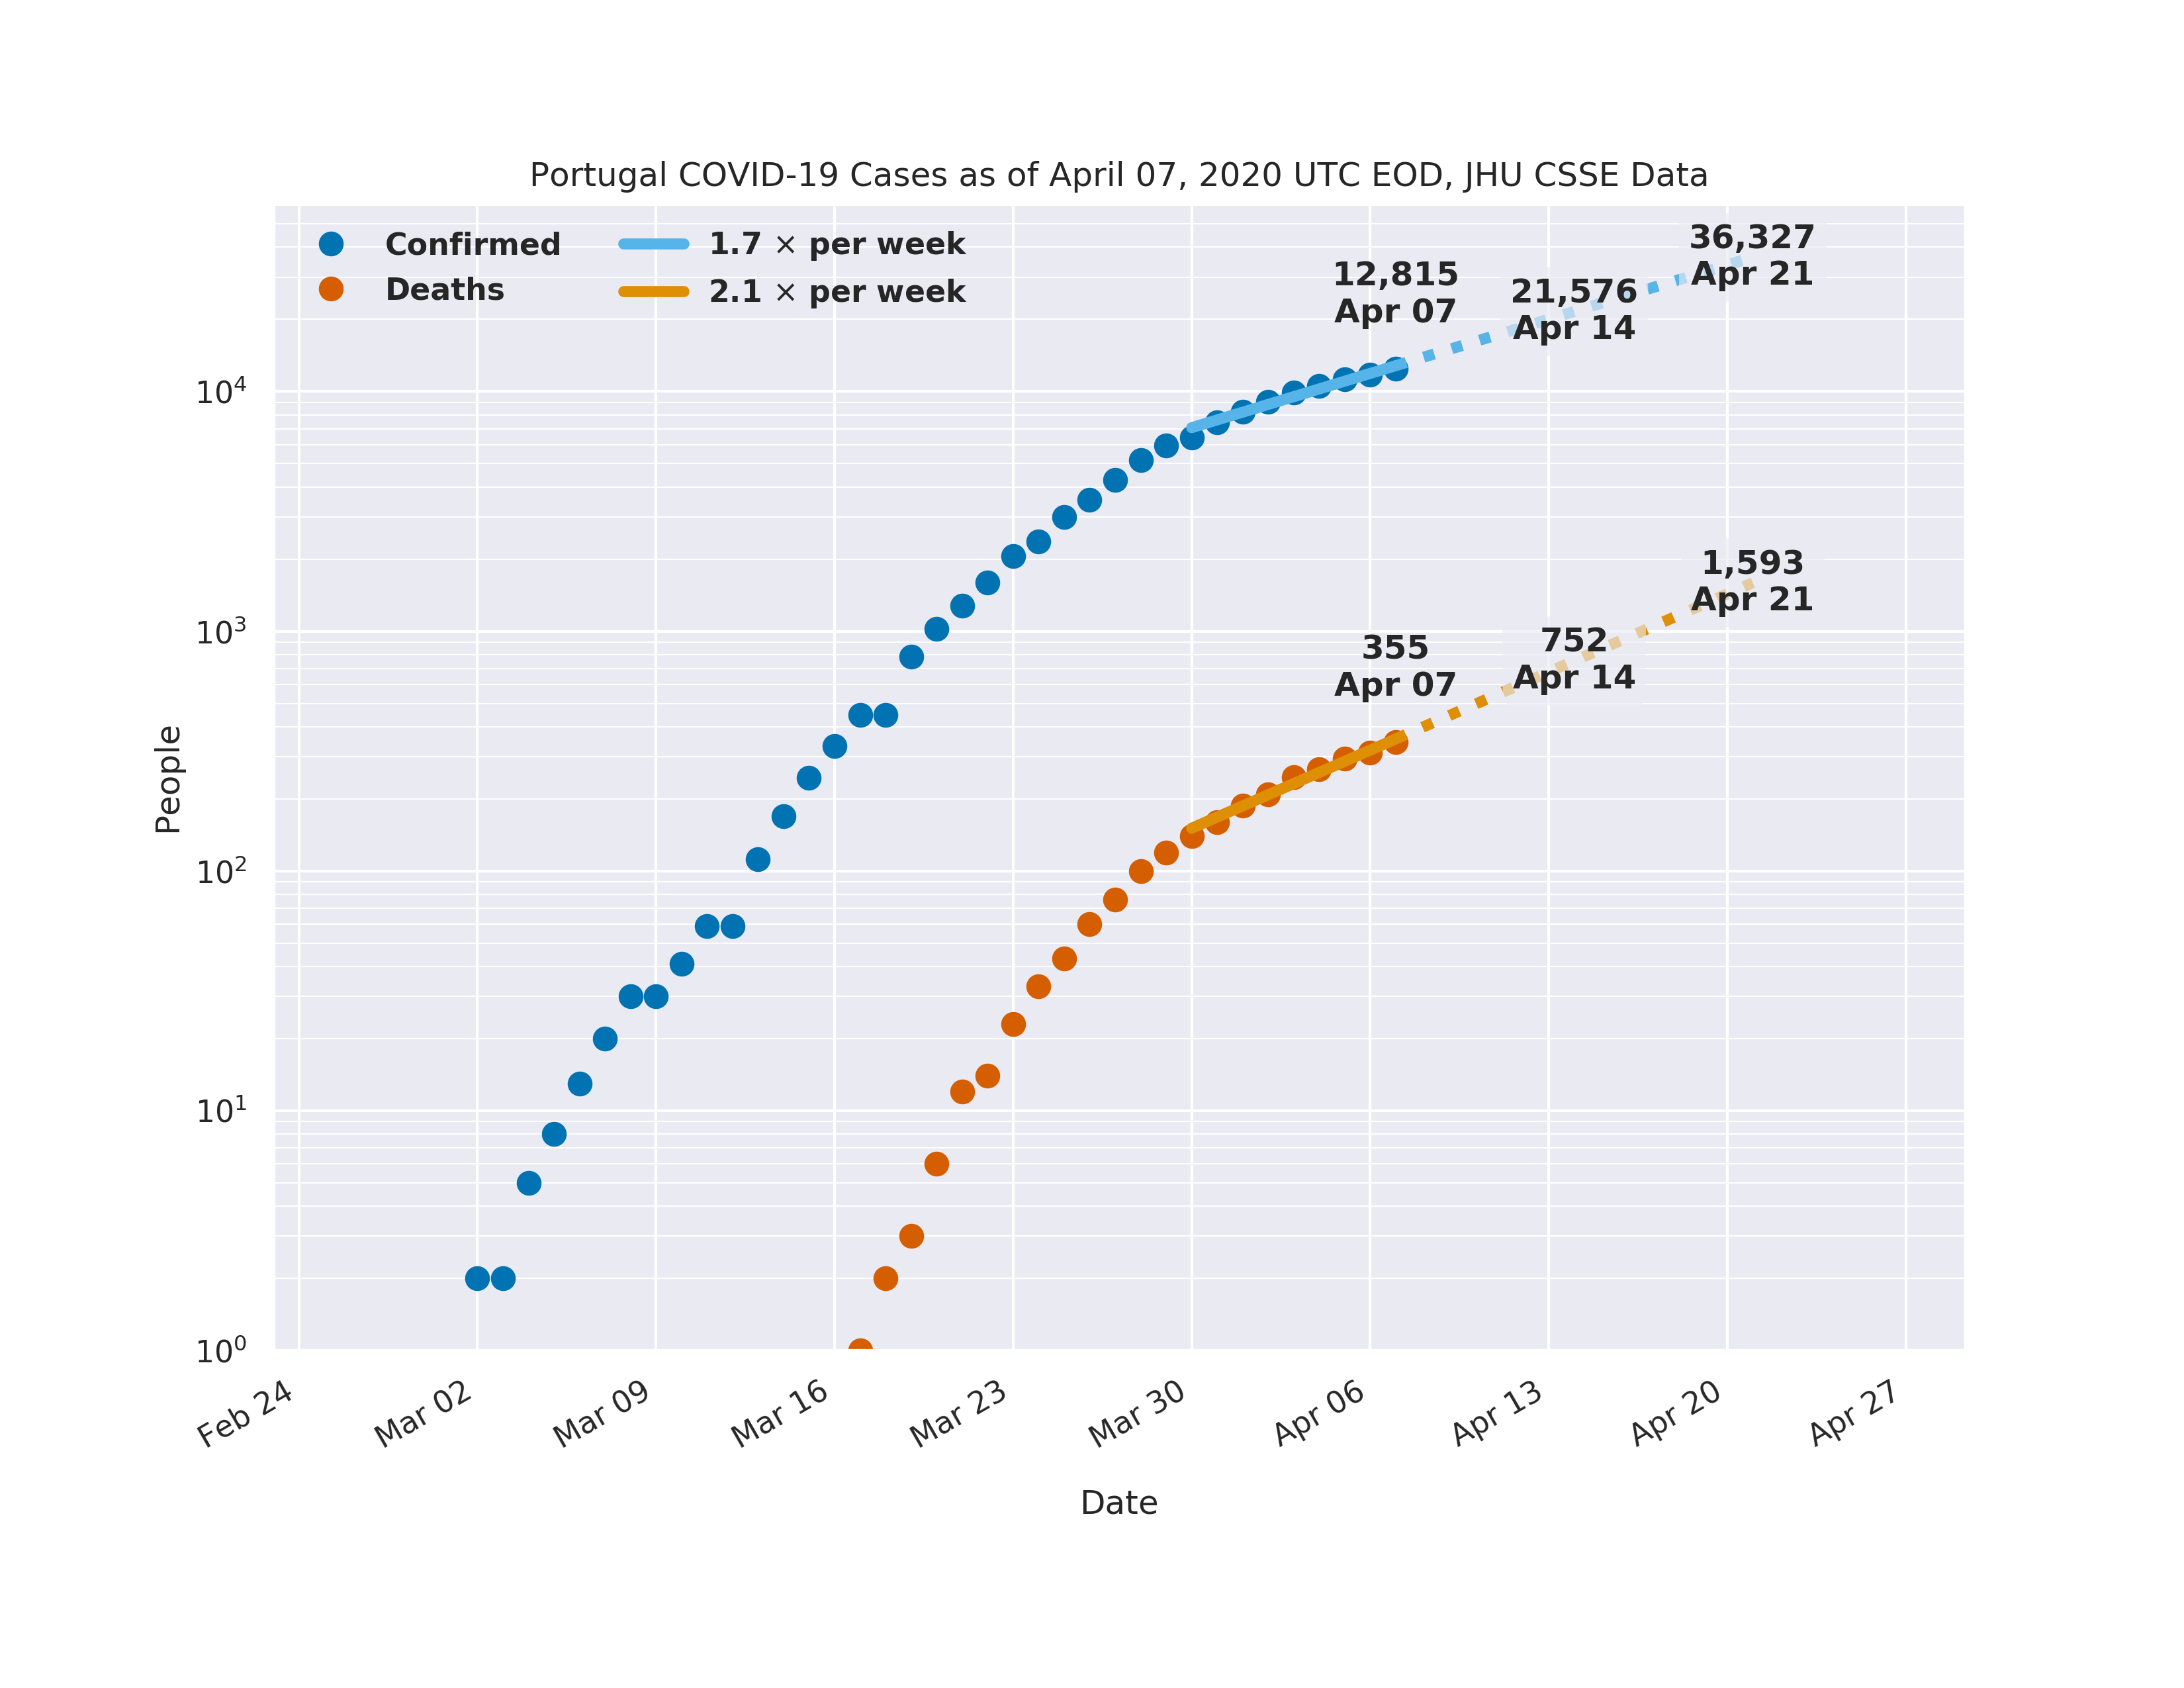 Portugal COVID-19 Cases as of April 07, 2020 UTC EOD, JHU CSSE Data
Confirmed
Deaths
1.7 × per week
2.1 × per week
36,327
Apr 21
12,815
Apr 07
21,576
Apr 14
1,593
Apr 21
355
Apr 07
752
Apr 14
People
10⁴
10³
10²
10¹
10⁰
Feb 24
Mar 02
Mar 09
Mar 16
Mar 23
Mar 30
Apr 06
Apr 13
Apr 20
Apr 27
Date